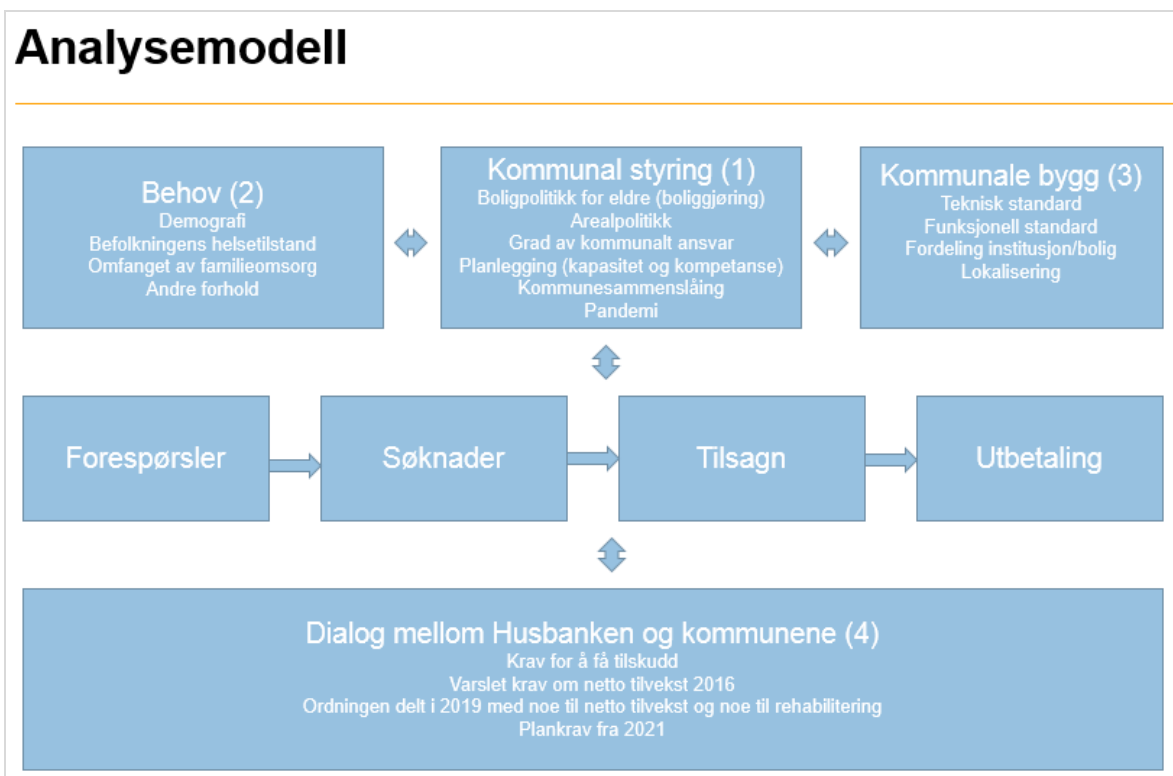 Analysemodell
Behov (2)
Demografi
Befolkningens helsetilstand
Omfanget av familieomsorg
Andre forhold
Kommunal styring (1)
Boligpolitikk for eldre (boliggjøring)
Arealpolitikk
Grad av kommunalt ansvar
Planlegging (kapasitet og kompetanse)
Kommunesammenslåing
Pandemi
Kommunale bygg (3)
Teknisk standard
Funksjonell standard
Fordeling institusjon/bolig
Lokalisering
Forespørsler
Søknader
Tilsagn
Utbetaling
Dialog mellom Husbanken og kommunene (4)
Krav for å få tilskudd
Varslet krav om netto tilvekst 2016
Ordningen delt i 2019 med noe til netto tilvekst og noe til rehabilitering
Plankrav fra 2021